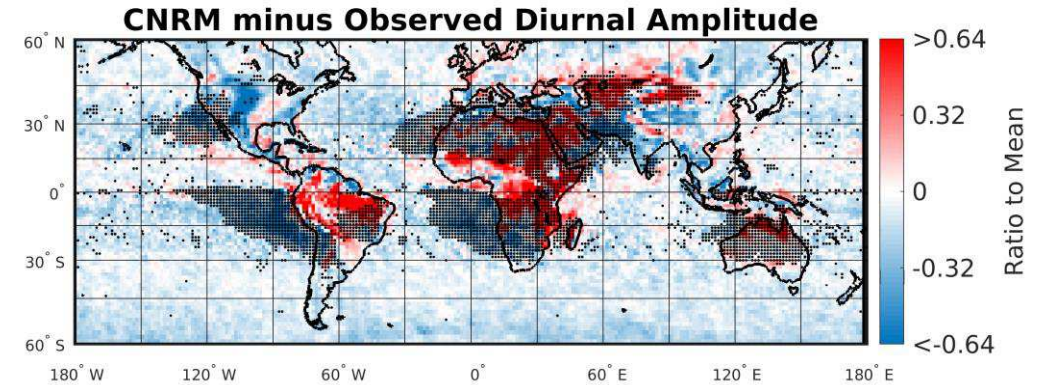 CNRM minus Observed Diurnal Amplitude
60° N
30° N
0°
30° S
60° S
180° W
120° W
60° W
0°
60° E
120° E
180° E
>0.64
0.32
0
-0.32
<-0.64
Ratio to Mean